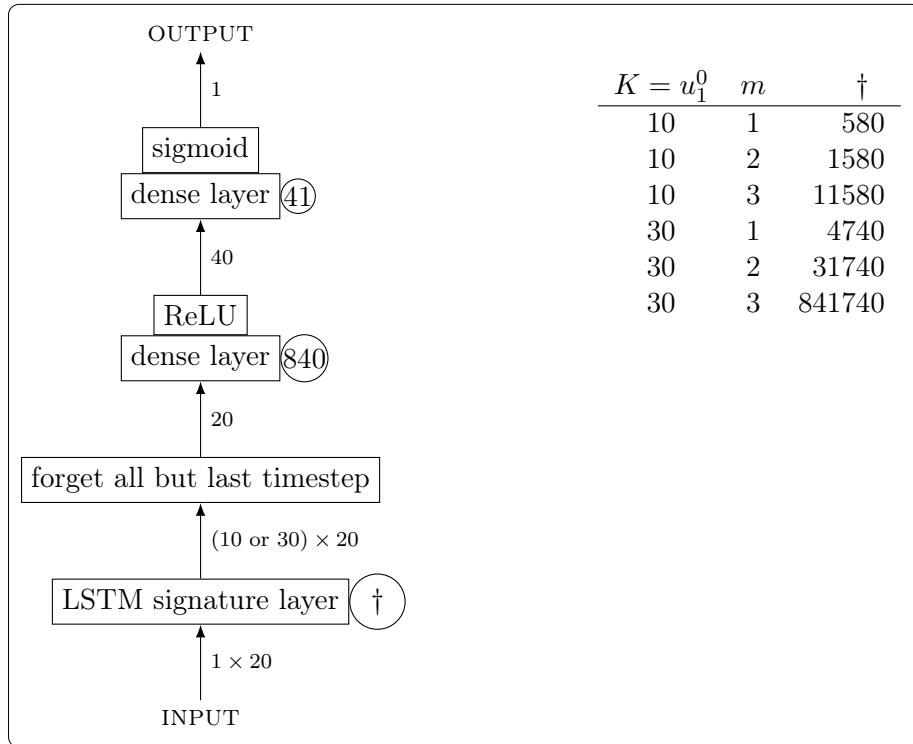 OUTPUT
1
sigmoid
dense layer 41
40
ReLU
dense layer 840
20
forget all but last timestep
(10 or 30) × 20
LSTM signature layer †
1 × 20
INPUT
K = u₁⁰ m †
10 1 580
10 2 1580
10 3 11580
30 1 4740
30 2 31740
30 3 841740